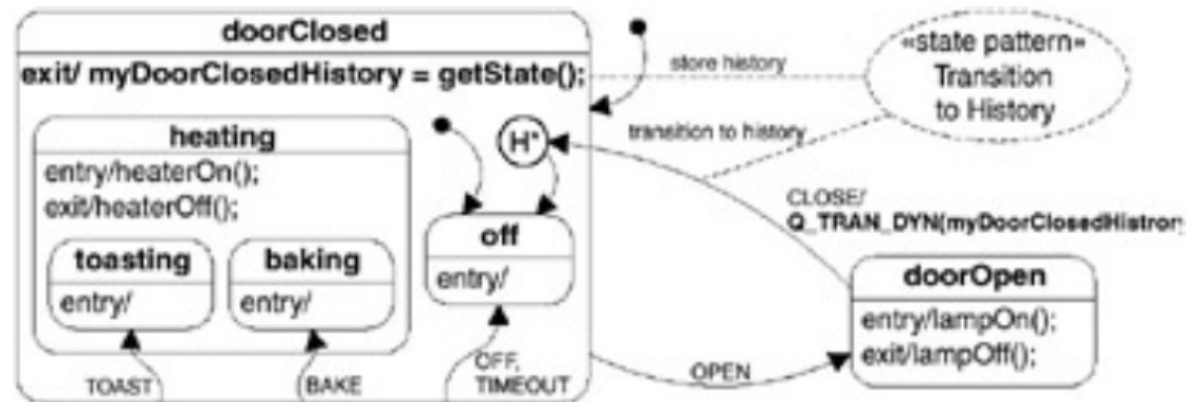 doorClosed
exit/ myDoorClosedHistory = getState();
heating
entry/heaterOn();
exit/heaterOff();
toasting
entry/
baking
entry/
H*
off
entry/
TOAST
BAKE
OFF,
TIMEOUT
store history
transition to history
«state pattern»
Transition
to History
CLOSE/
Q_TRAN_DYN(myDoorClosedHistrory
doorOpen
entry/lampOn();
exit/lampOff();
OPEN